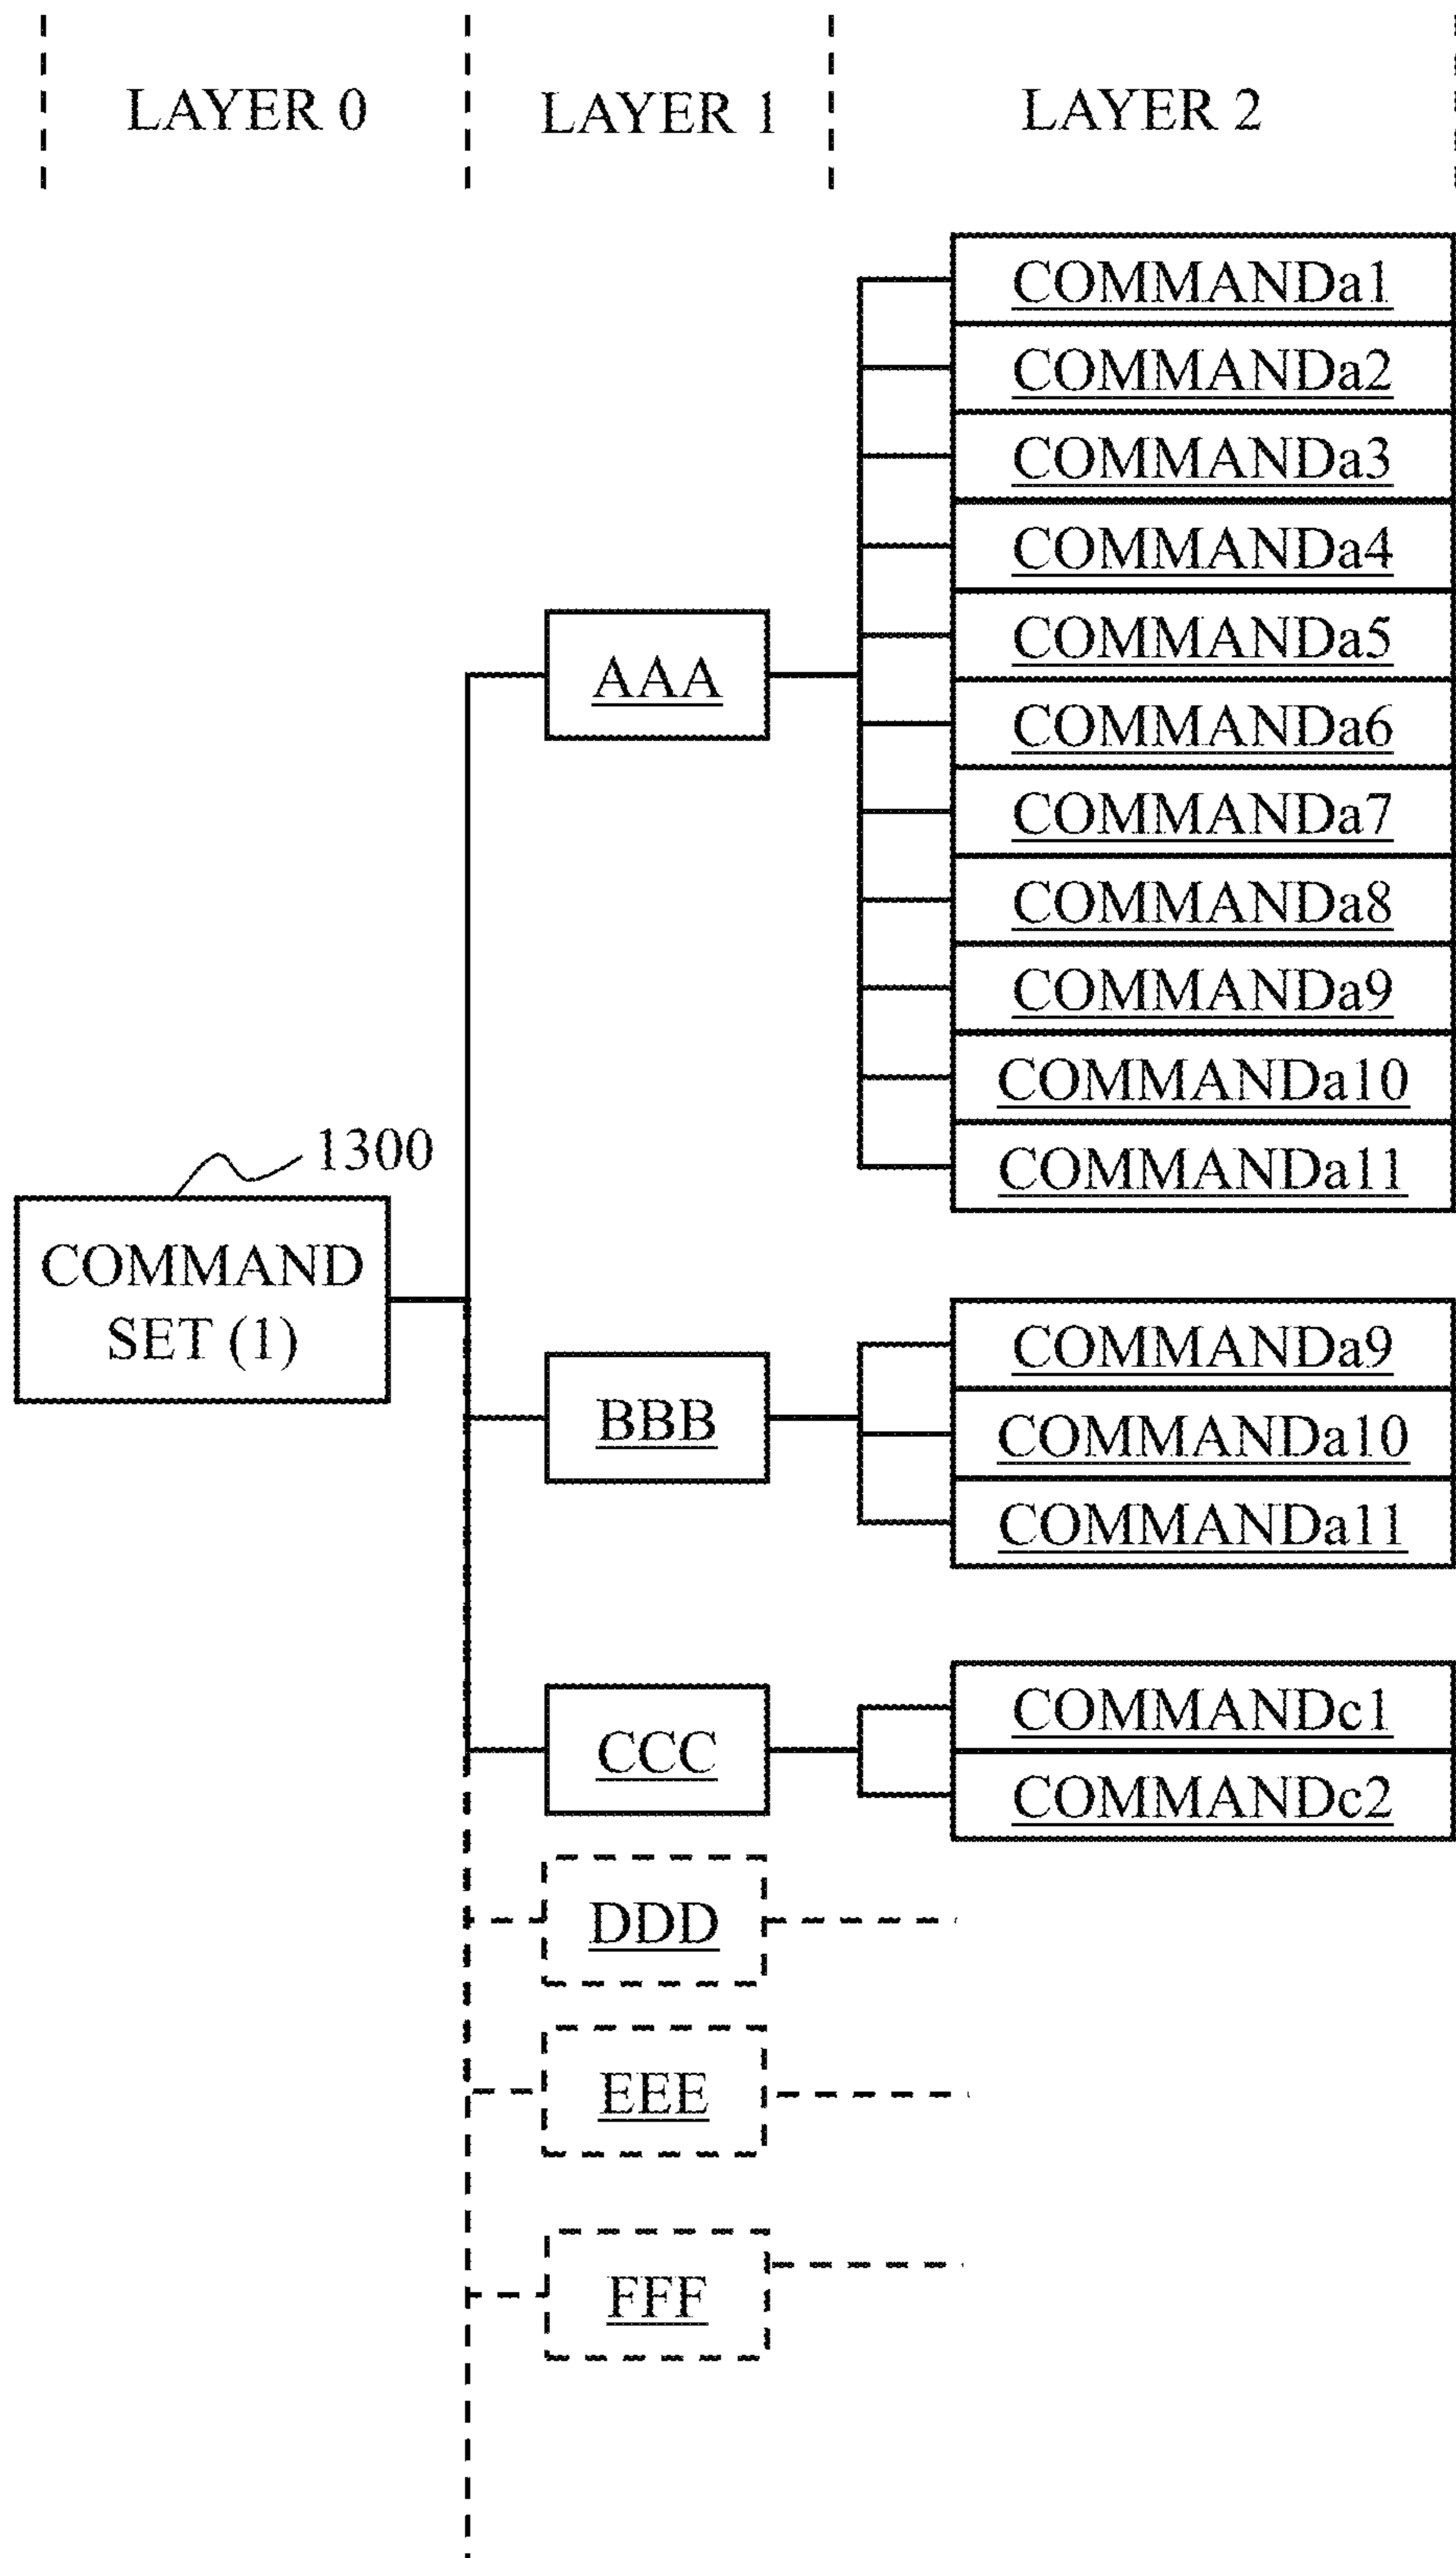 LAYER 0
LAYER 1
LAYER 2
COMMANDa1
COMMANDa2
COMMANDa3
COMMANDa4
COMMANDa5
AAA
COMMANDa6
COMMANDa7
COMMANDa8
COMMANDa9
COMMANDa10
COMMANDa11
1300
COMMAND
SET (1)
BBB
COMMANDa9
COMMANDa10
COMMANDa11
CCC
COMMANDc1
COMMANDc2
DDD
EEE
FFF